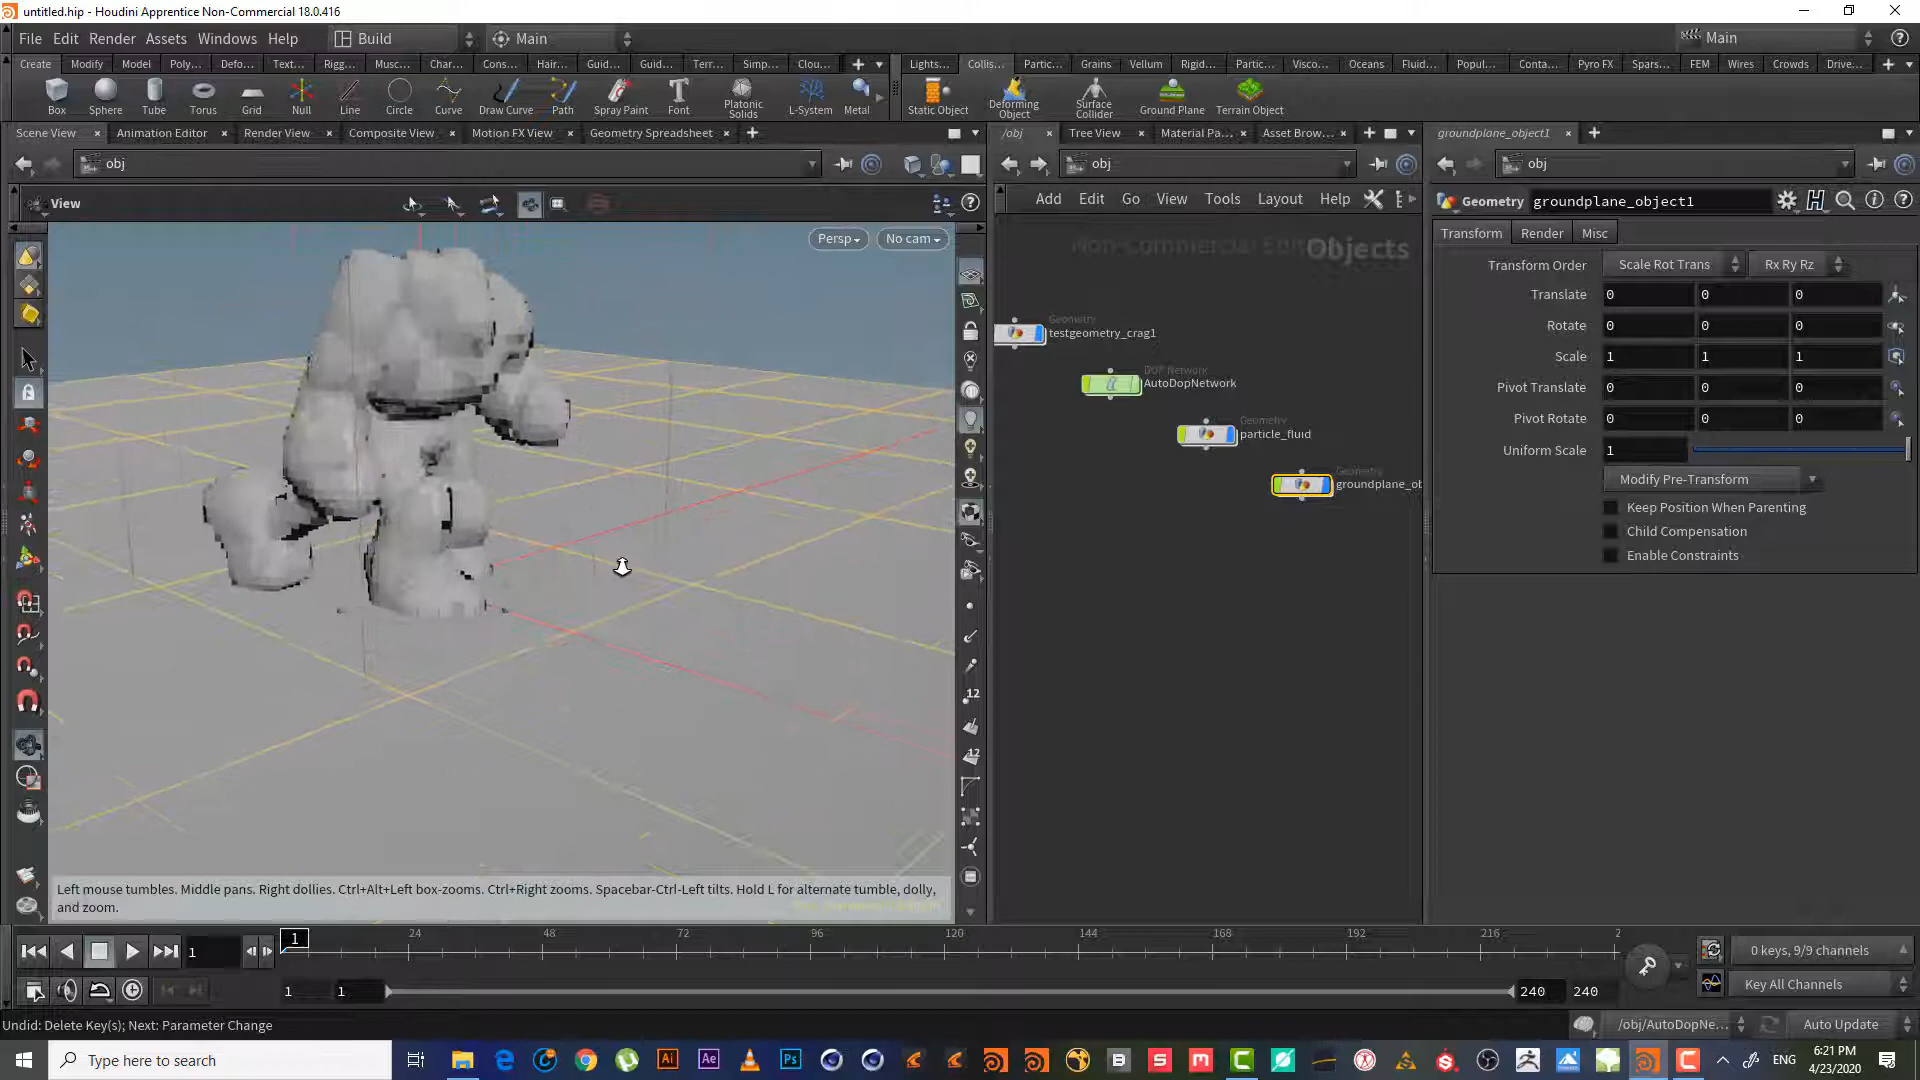 untitled.hip - Houdini Apprentice Non-Commercial 18.0.416
File Edit Render Assets Windows Help Build Main Main
Create Modify Model Poly... Defo... Text... Rigg... Musc... Char... Cons... Hair... Guid... Guid... Terr... Simp... Clou... Lights... Collis... Partic... Grains Vellum Rigid... Partic... Visco... Oceans Fluid... Popul... Conta... Pyro FX Spars... FEM Wires Crowds Drive...
Box Sphere Tube Torus Grid Null Line Circle Curve Draw Curve Path Spray Paint Font Platonic Solids L-System Metal Static Object Deforming Object Surface Collider Ground Plane Terrain Object
Scene View Animation Editor Render View Composite View Motion FX View Geometry Spreadsheet /obj Tree View Material Pa... Asset Brow... groundplane_object1
obj obj obj
View Add Edit Go View Tools Layout Help Geometry groundplane_object1
Persp No cam Transform Render Misc
Objects
Transform Order Scale Rot Trans Rx Ry Rz
Translate 0 0 0
Rotate 0 0 0
Scale 1 1 1
Pivot Translate 0 0 0
Pivot Rotate 0 0 0
Uniform Scale 1
Modify Pre-Transform
Keep Position When Parenting
Child Compensation
Enable Constraints
Geometry
testgeometry_crag1
DOP Network
AutoDopNetwork
Geometry
particle_fluid
Geometry
groundplane_ob
12
12
Left mouse tumbles. Middle pans. Right dollies. Ctrl+Alt+Left box-zooms. Ctrl+Right zooms. Spacebar-Ctrl-Left tilts. Hold L for alternate tumble, dolly,
and zoom.
1 1 24 48 72 96 120 144 168 192 216 2 0 keys, 9/9 channels
1 1 240 240 Key All Channels
Undid: Delete Key(s); Next: Parameter Change /obj/AutoDopNe... Auto Update
Type here to search ENG 6:21 PM
4/23/2020